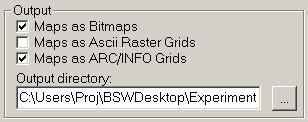 Output
Maps as Bitmaps
Maps as Ascii Raster Grids
Maps as ARC/INFO Grids
Output directory:
C:\Users\Proj\BSWDesktop\Experiment
...